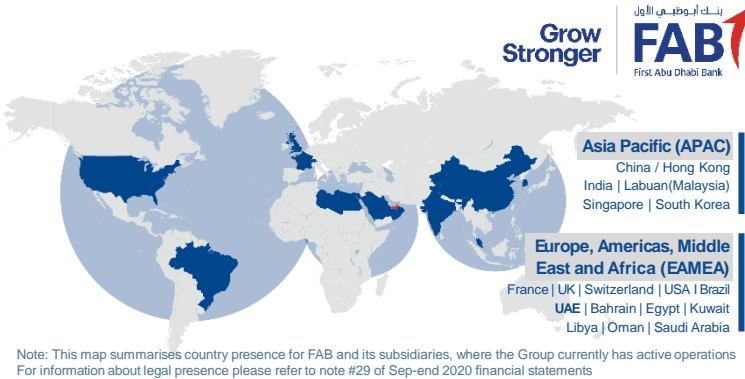 Grow
Stronger
بنك أبوظبي الأول
FAB
First Abu Dhabi Bank
Asia Pacific (APAC)
China / Hong Kong
India | Labuan(Malaysia)
Singapore | South Korea
Europe, Americas, Middle
East and Africa (EAMEA)
France | UK | Switzerland | USA I Brazil
UAE | Bahrain | Egypt | Kuwait
Libya | Oman | Saudi Arabia
Note: This map summarises country presence for FAB and its subsidiaries, where the Group currently has active operations
For information about legal presence please refer to note #29 of Sep-end 2020 financial statements